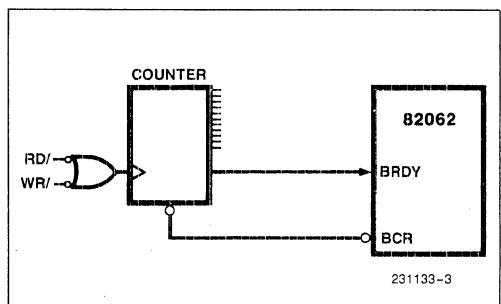 COUNTER
82062
RD/
WR/
BRDY
BCR
231133-3